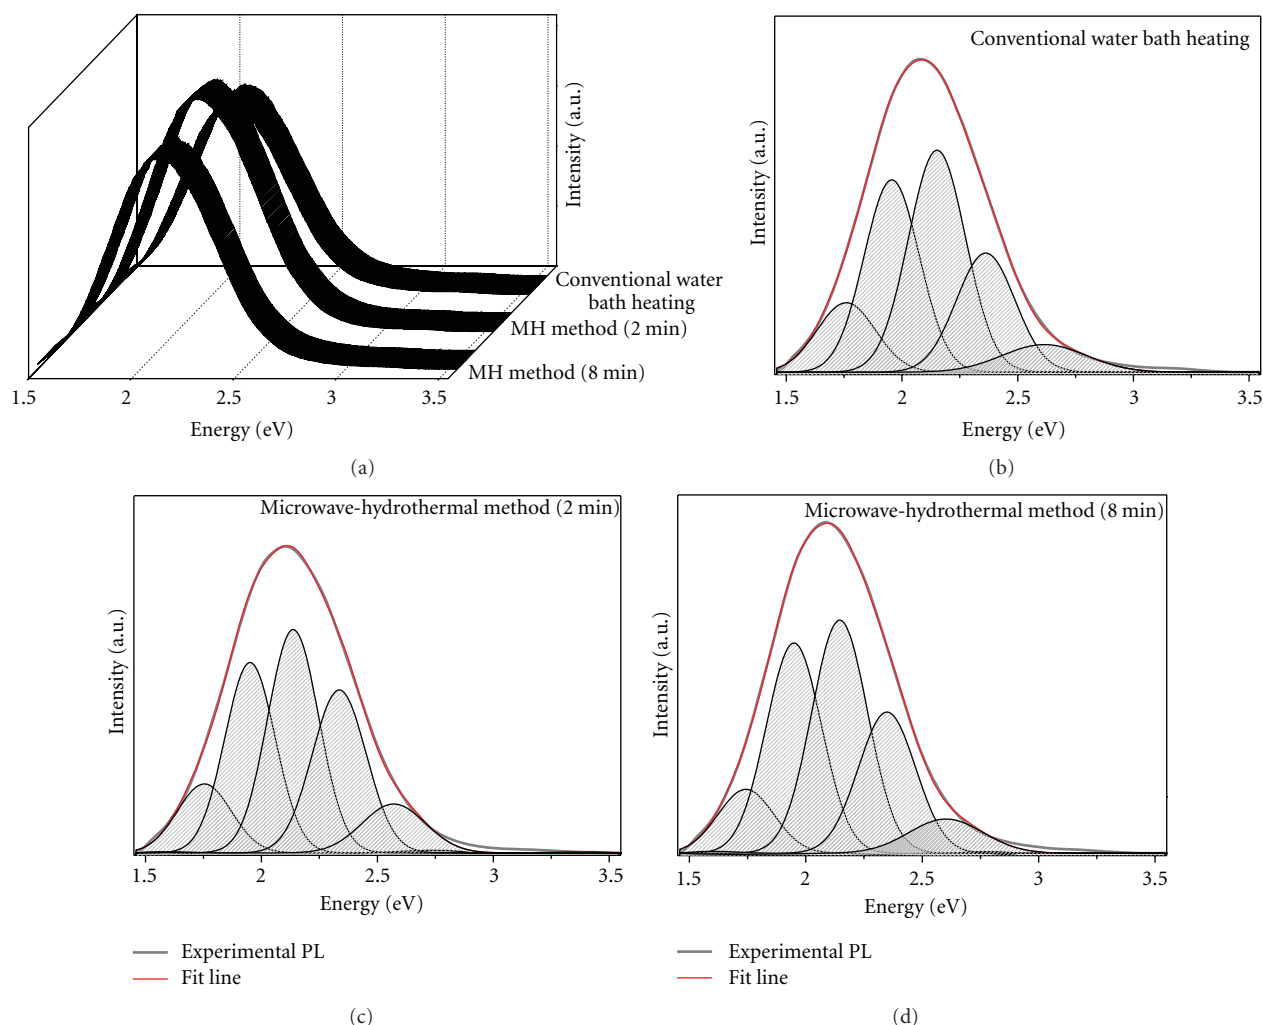 Intensity (a.u.)
Conventional water
bath heating
MH method (2 min)
MH method (8 min)
1.5 2 2.5 3 3.5
Energy (eV)
(a)
Conventional water bath heating
Intensity (a.u.)
1.5 2 2.5 3 3.5
Energy (eV)
(b)
Microwave-hydrothermal method (2 min)
Intensity (a.u.)
1.5 2 2.5 3 3.5
Energy (eV)
Experimental PL
Fit line
(c)
Microwave-hydrothermal method (8 min)
Intensity (a.u.)
1.5 2 2.5 3 3.5
Energy (eV)
Experimental PL
Fit line
(d)